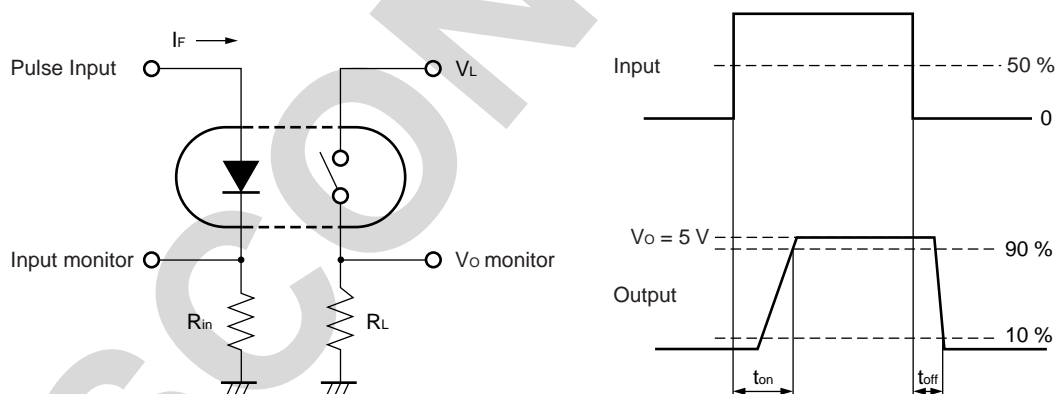 IF
Pulse Input
VL
Input monitor
VO monitor
Rin
RL
Input
50 %
0
VO = 5 V
90 %
Output
10 %
ton
toff